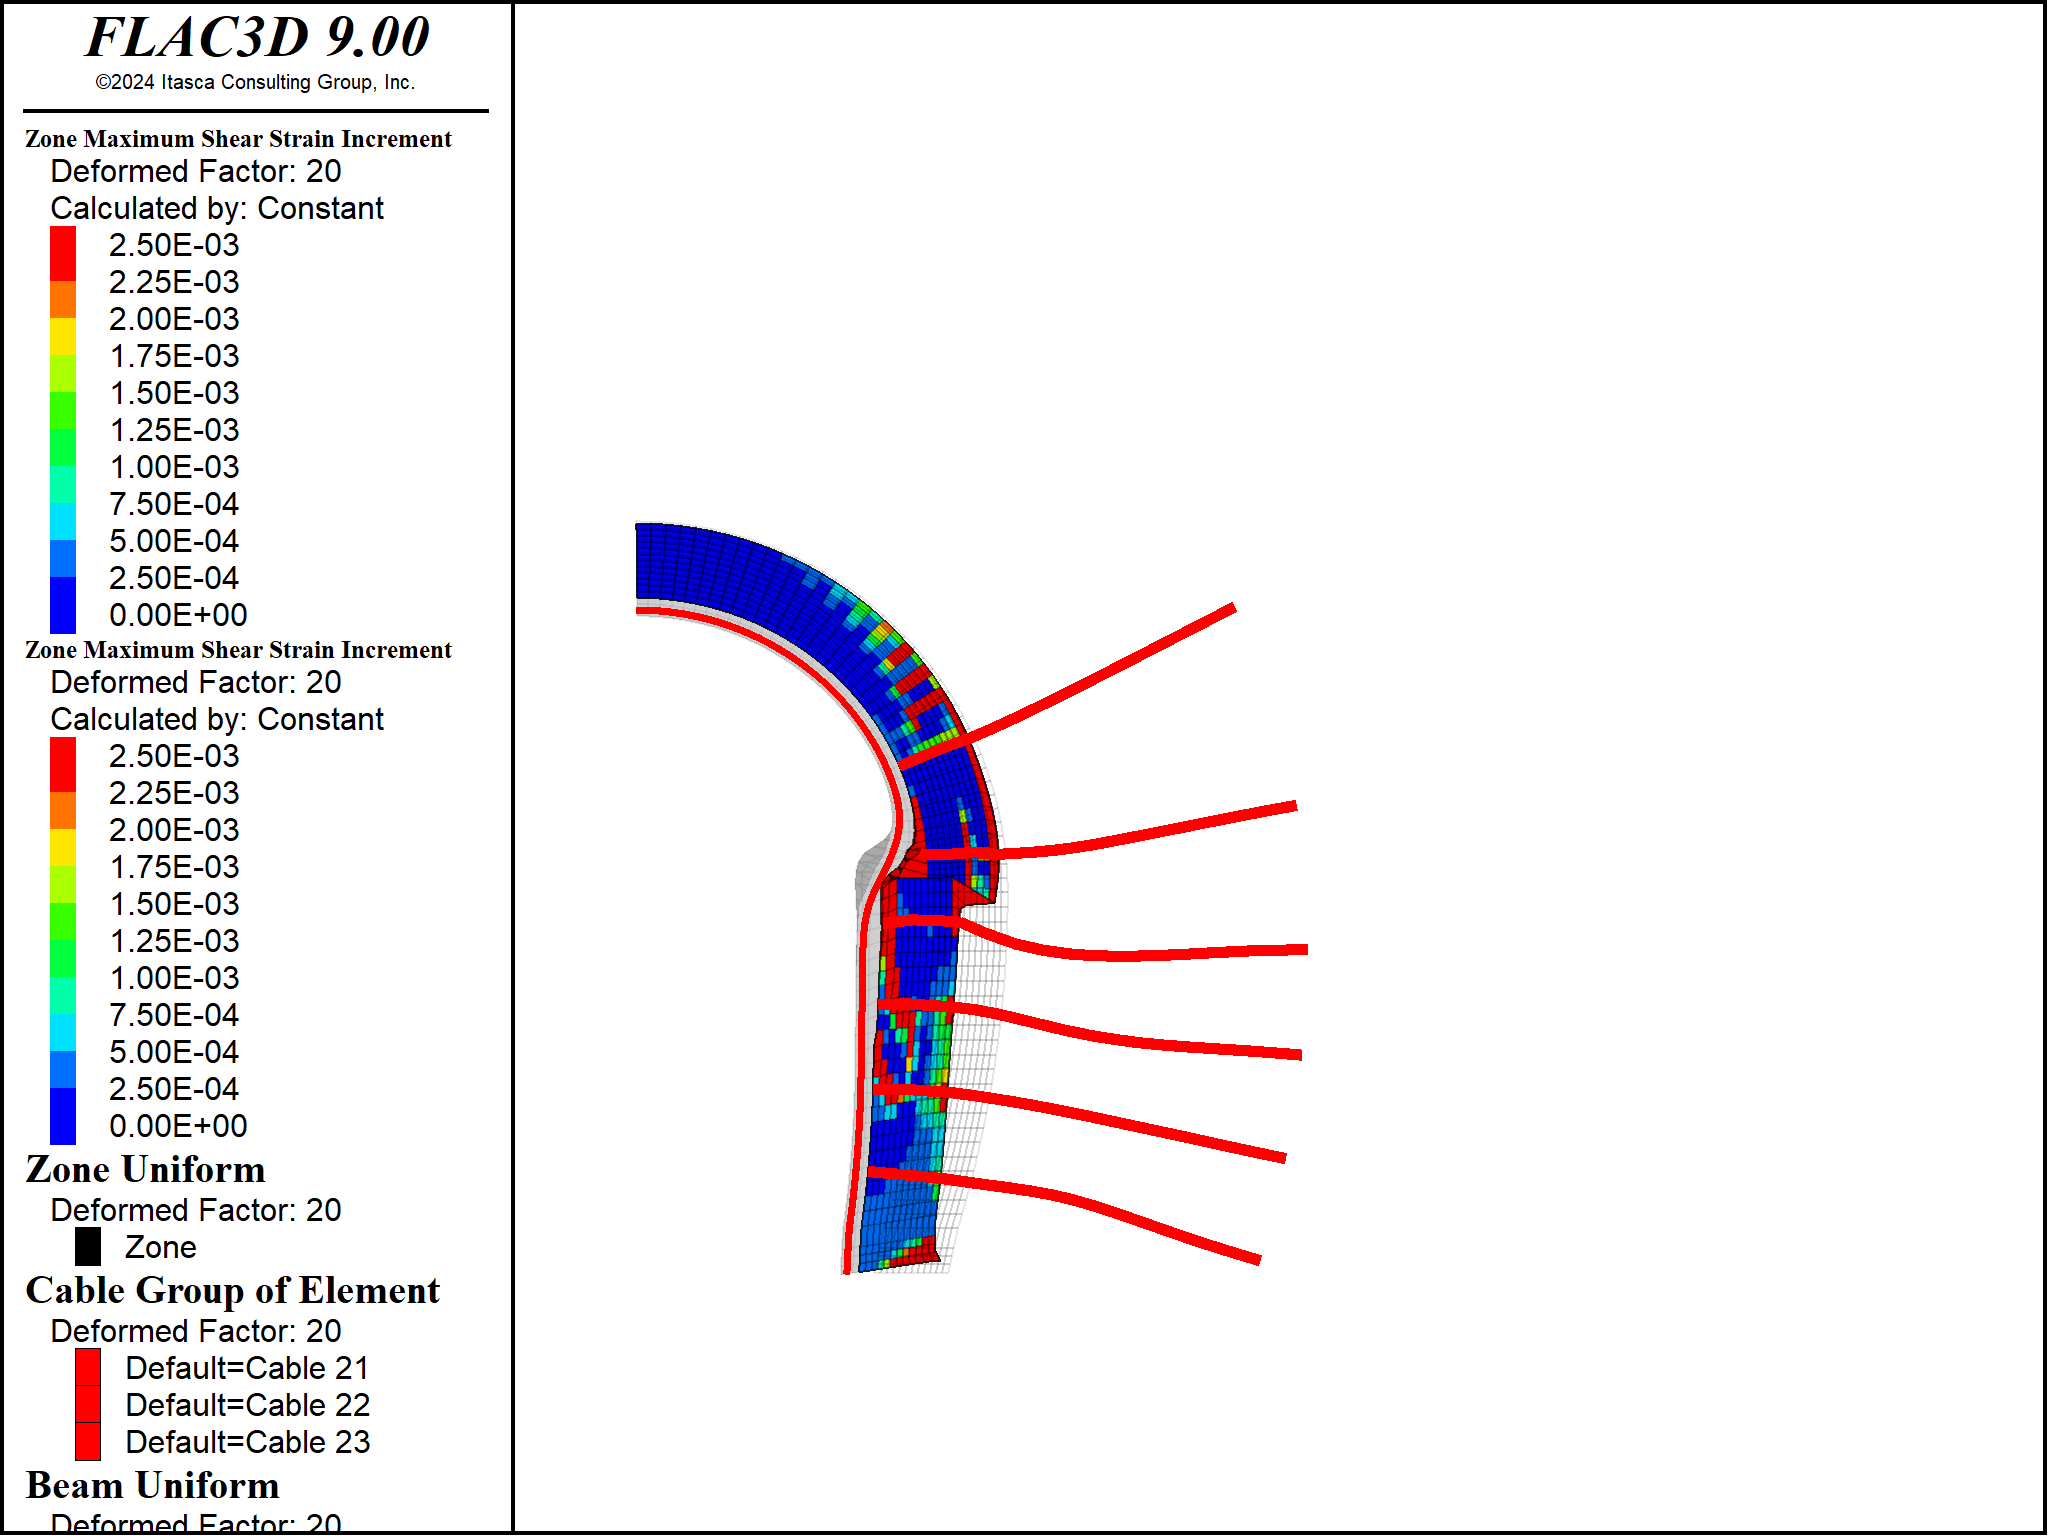 FLAC3D 9.00
©2024 Itasca Consulting Group, Inc.
Zone Maximum Shear Strain Increment
Deformed Factor: 20
Calculated by: Constant
2.50E-03
2.25E-03
2.00E-03
1.75E-03
1.50E-03
1.25E-03
1.00E-03
7.50E-04
5.00E-04
2.50E-04
0.00E+00
Zone Maximum Shear Strain Increment
Deformed Factor: 20
Calculated by: Constant
2.50E-03
2.25E-03
2.00E-03
1.75E-03
1.50E-03
1.25E-03
1.00E-03
7.50E-04
5.00E-04
2.50E-04
0.00E+00
Zone Uniform
Deformed Factor: 20
Zone
Cable Group of Element
Deformed Factor: 20
Default=Cable 21
Default=Cable 22
Default=Cable 23
Beam Uniform
Deformed Factor: 20